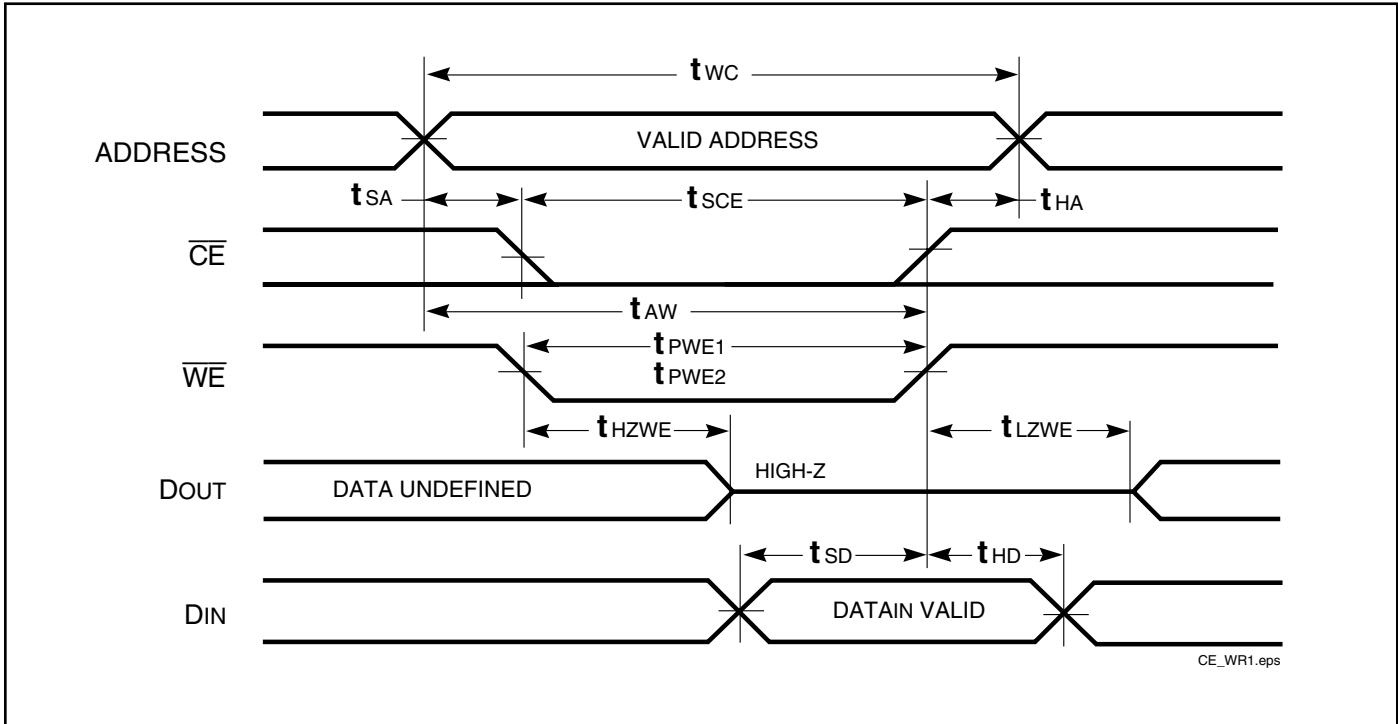 tWC
ADDRESS
VALID ADDRESS
tSA
tSCE
tHA
CE
tAW
tPWE1
WE
tPWE2
tHZWE
tLZWE
DOUT
DATA UNDEFINED
HIGH-Z
tSD
tHD
DIN
DATAIN VALID
CE_WR1.eps